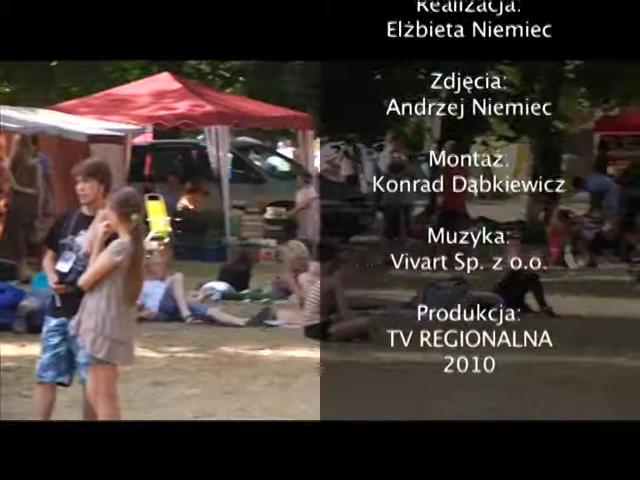 Realizacja:
Elżbieta Niemiec
Zdjęcia:
Andrzej Niemiec
Montaż:
Konrad Dąbkiewicz
Muzyka:
Vivart Sp. z o.o.
Produkcja:
TV REGIONALNA
2010